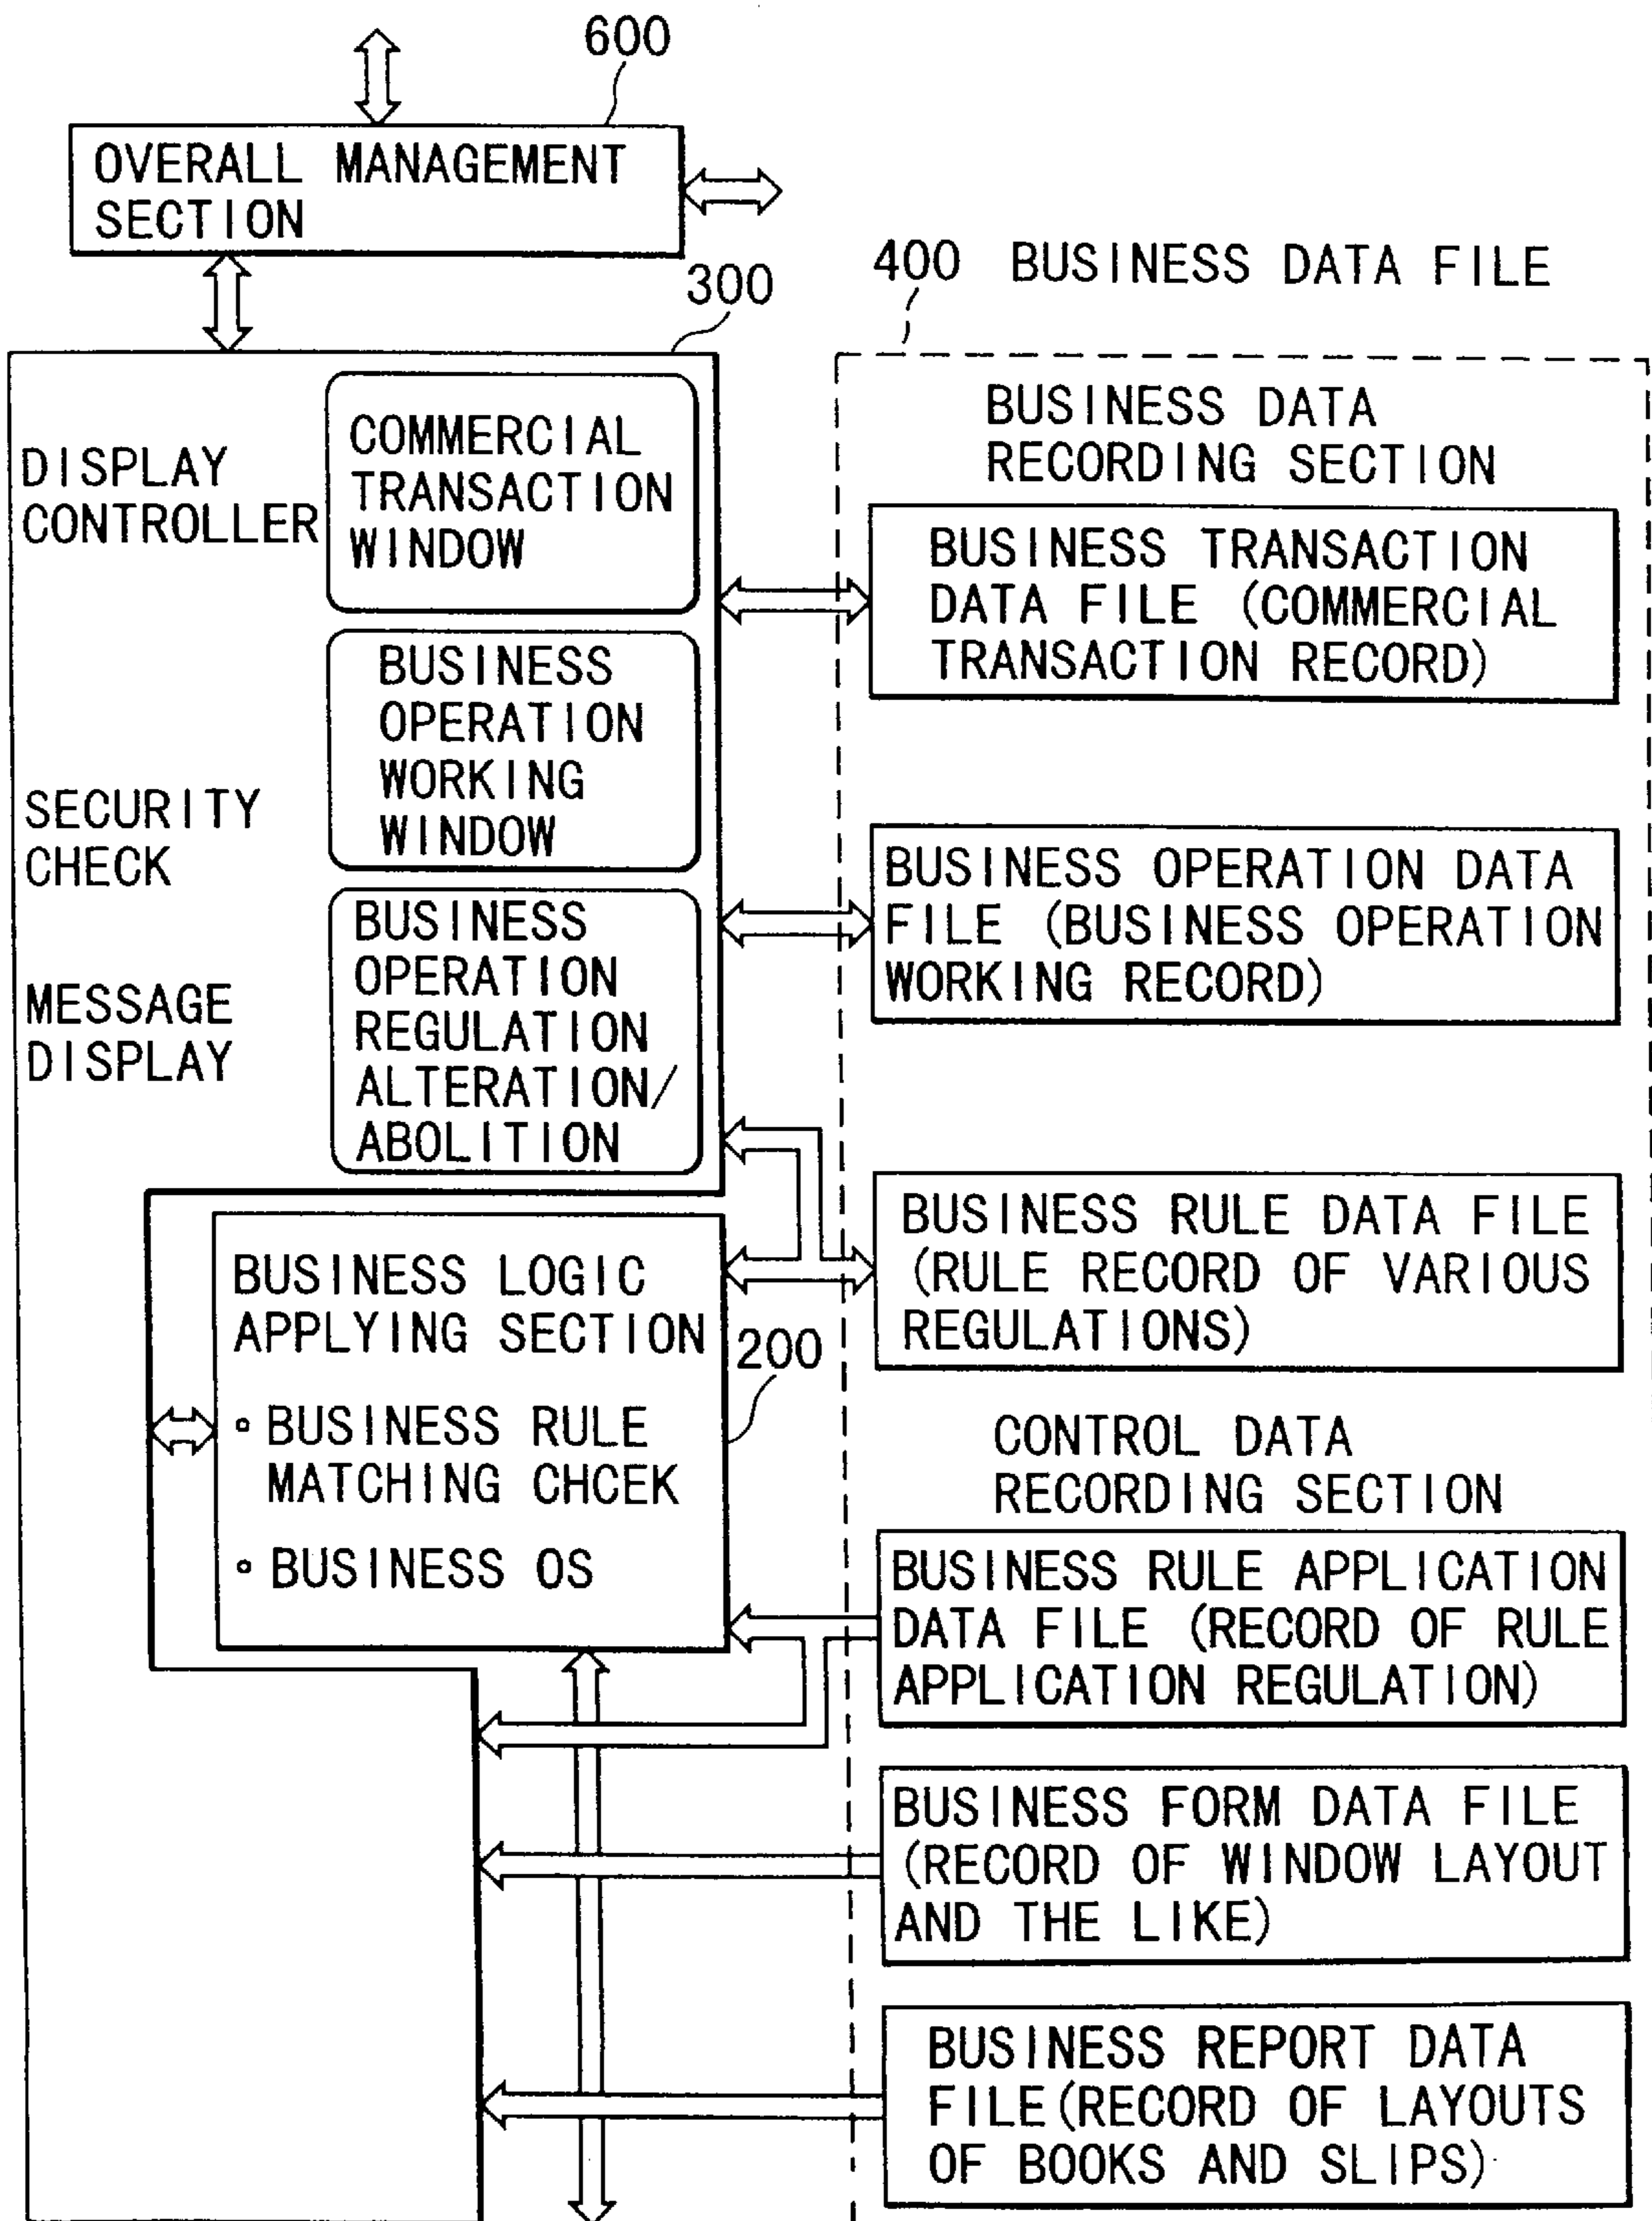 600
OVERALL MANAGEMENT
SECTION
300
400 BUSINESS DATA FILE
DISPLAY
CONTROLLER
COMMERCIAL
TRANSACTION
WINDOW
BUSINESS
OPERATION
WORKING
WINDOW
SECURITY
CHECK
BUSINESS
OPERATION
REGULATION
ALTERATION/
ABOLITION
MESSAGE
DISPLAY
BUSINESS LOGIC
APPLYING SECTION
200
• BUSINESS RULE
MATCHING CHCEK
• BUSINESS OS
BUSINESS DATA
RECORDING SECTION
BUSINESS TRANSACTION
DATA FILE (COMMERCIAL
TRANSACTION RECORD)
BUSINESS OPERATION DATA
FILE (BUSINESS OPERATION
WORKING RECORD)
BUSINESS RULE DATA FILE
(RULE RECORD OF VARIOUS
REGULATIONS)
CONTROL DATA
RECORDING SECTION
BUSINESS RULE APPLICATION
DATA FILE (RECORD OF RULE
APPLICATION REGULATION)
BUSINESS FORM DATA FILE
(RECORD OF WINDOW LAYOUT
AND THE LIKE)
BUSINESS REPORT DATA
FILE(RECORD OF LAYOUTS
OF BOOKS AND SLIPS)